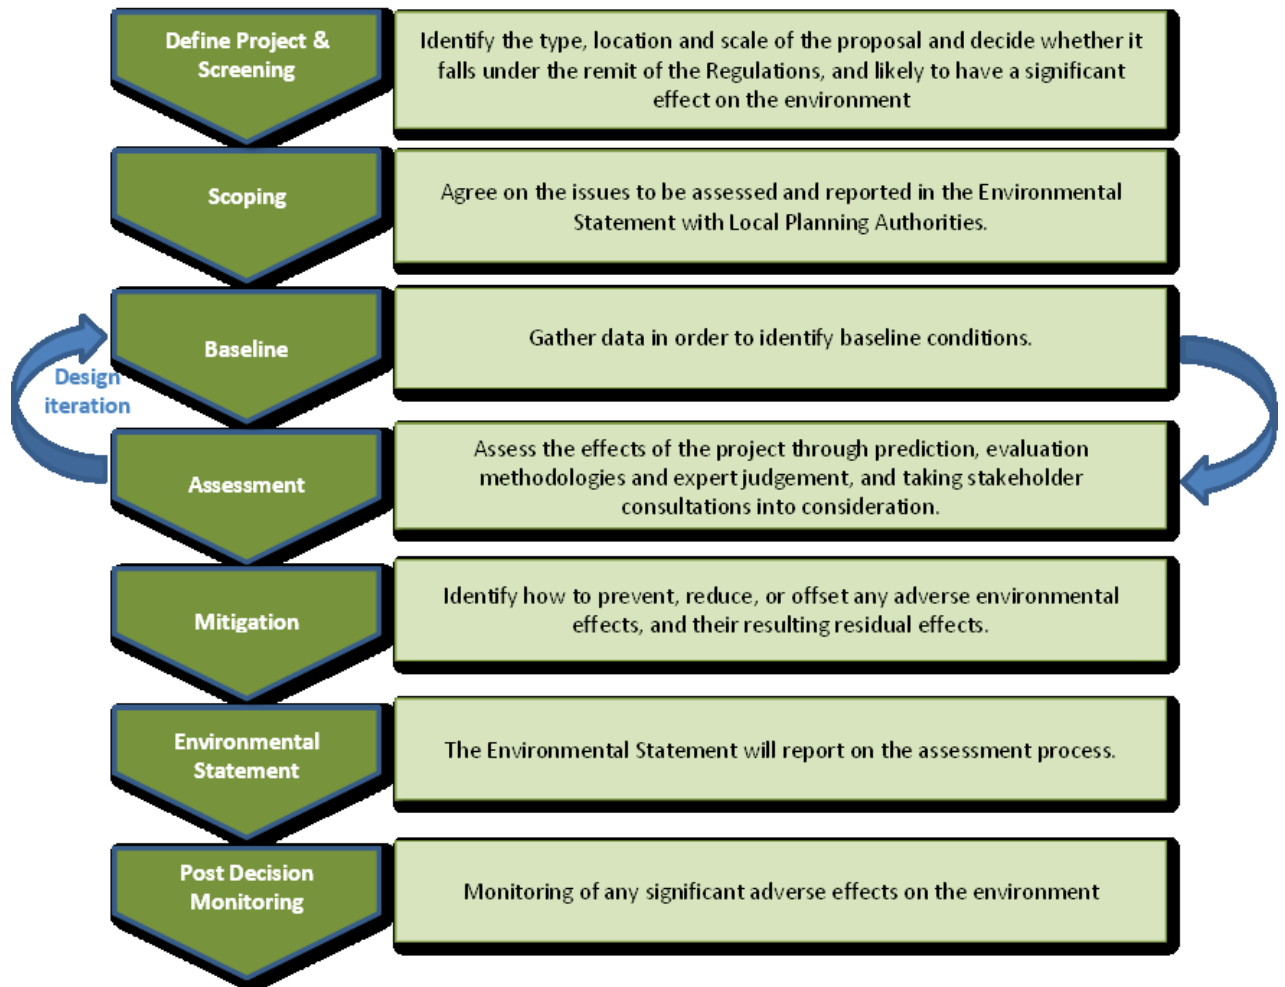 Define Project &
Screening
Identify the type, location and scale of the proposal and decide whether it
falls under the remit of the Regulations, and likely to have a significant
effect on the environment
Scoping
Agree on the issues to be assessed and reported in the Environmental
Statement with Local Planning Authorities.
Baseline
Gather data in order to identify baseline conditions.
Design
iteration
Assessment
Assess the effects of the project through prediction, evaluation
methodologies and expert judgement, and taking stakeholder
consultations into consideration.
Mitigation
Identify how to prevent, reduce, or offset any adverse environmental
effects, and their resulting residual effects.
Environmental
Statement
The Environmental Statement will report on the assessment process.
Post Decision
Monitoring
Monitoring of any significant adverse effects on the environment